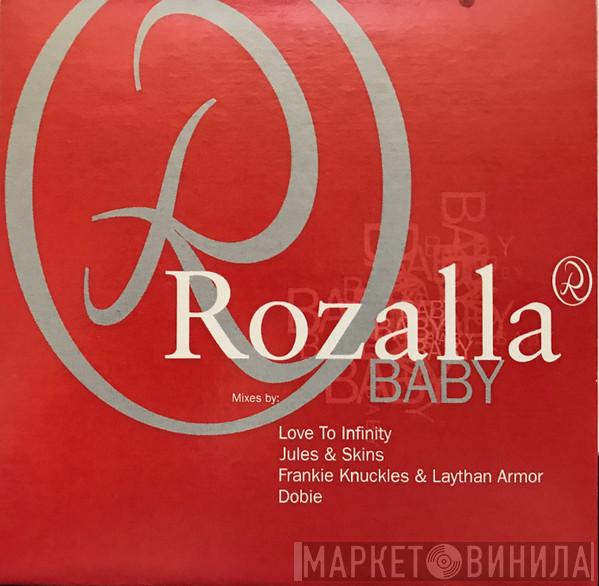 Rozalla
BABY
Mixes by:
Love To Infinity
Jules & Skins
Frankie Knuckles & Laythan Armor
Dobie
МАРКЕТ ВИНИЛА